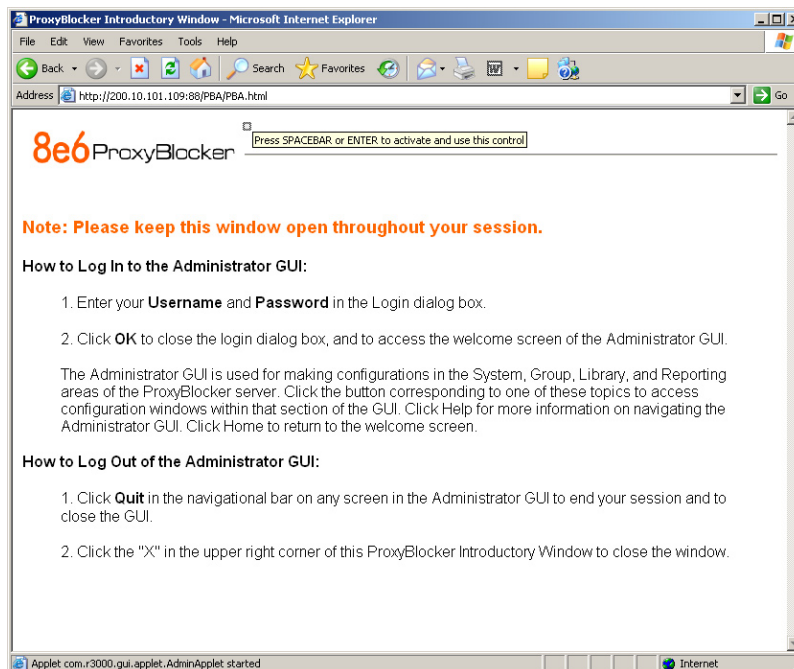 ProxyBlocker Introductory Window - Microsoft Internet Explorer
File Edit View Favorites Tools Help
Back Search Favorites
Address http://200.10.101.109:88/PBA/PBA.html Go
Press SPACEBAR or ENTER to activate and use this control
8e6 ProxyBlocker
Note: Please keep this window open throughout your session.
How to Log In to the Administrator GUI:
1. Enter your Username and Password in the Login dialog box.
2. Click OK to close the login dialog box, and to access the welcome screen of the Administrator GUI.
The Administrator GUI is used for making configurations in the System, Group, Library, and Reporting
areas of the ProxyBlocker server. Click the button corresponding to one of these topics to access
configuration windows within that section of the GUI. Click Help for more information on navigating the
Administrator GUI. Click Home to return to the welcome screen.
How to Log Out of the Administrator GUI:
1. Click Quit in the navigational bar on any screen in the Administrator GUI to end your session and to
close the GUI.
2. Click the "X" in the upper right corner of this ProxyBlocker Introductory Window to close the window.
Applet com.r3000.gui.applet.AdminApplet started Internet